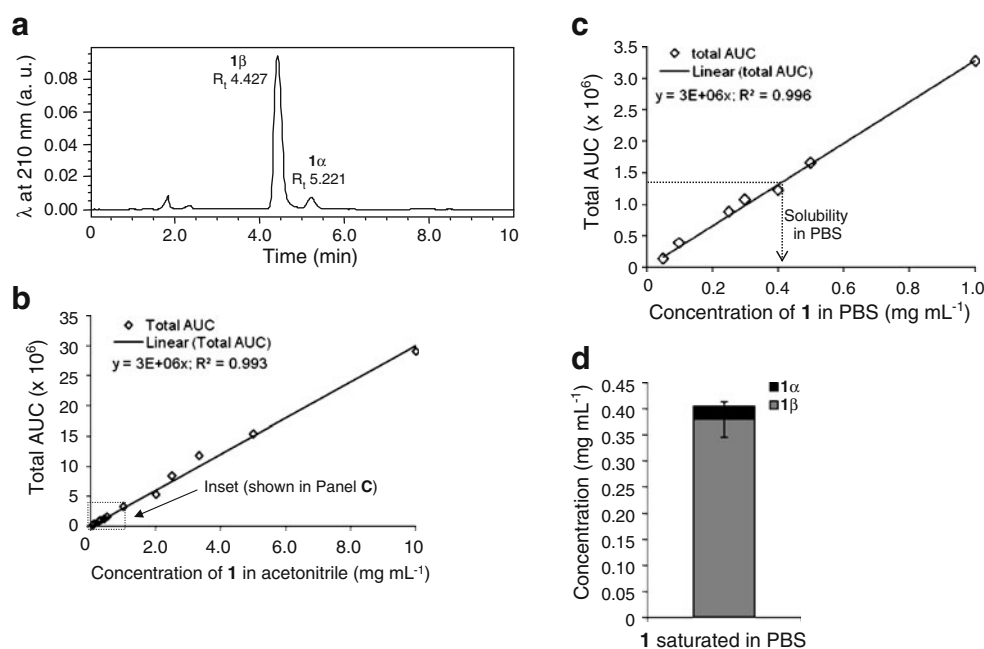 a
λ at 210 nm (a. u.)
0.08
0.06
0.04
0.02
0.00
1β
Rt 4.427
1α
Rt 5.221
0
2.0
4.0
6.0
8.0
10
Time (min)
b
Total AUC (x 10⁶)
35
30
25
20
15
10
5
0
Total AUC
Linear (Total AUC)
y = 3E+06x; R² = 0.993
Inset (shown in Panel C)
0
2.0
4.0
6.0
8.0
10
Concentration of 1 in acetonitrile (mg mL⁻¹)
c
Total AUC (x 10⁶)
3.5
3.0
2.5
2.0
1.5
1.0
0.5
0
total AUC
Linear (total AUC)
y = 3E+06x; R² = 0.996
Solubility
in PBS
0
0.2
0.4
0.6
0.8
1.0
Concentration of 1 in PBS (mg mL⁻¹)
d
Concentration (mg mL⁻¹)
0.45
0.40
0.35
0.30
0.25
0.20
0.15
0.10
0.05
0
1α
1β
1 saturated in PBS